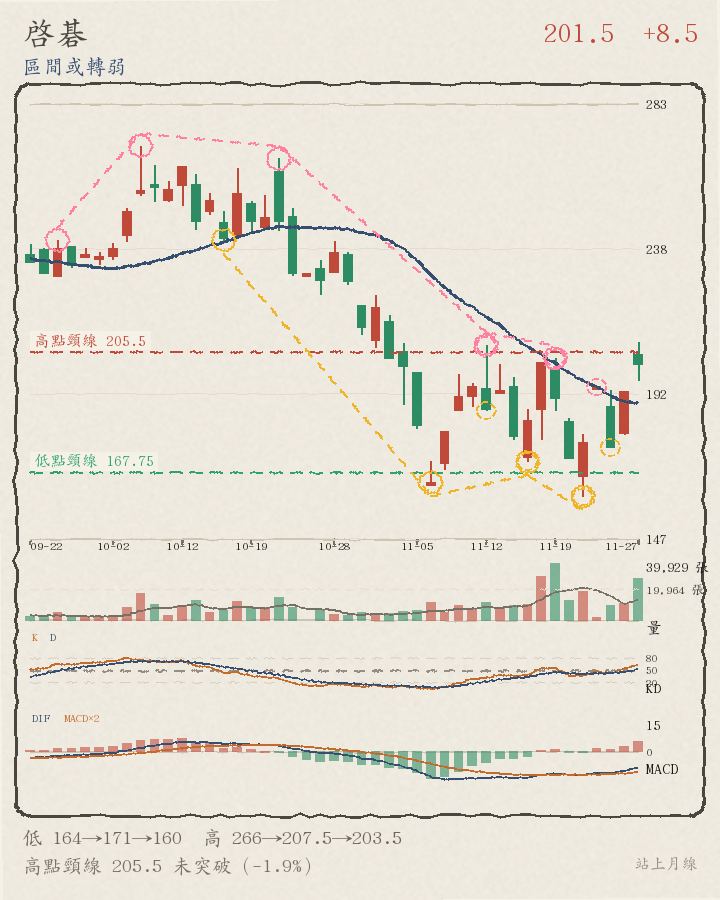 啓碁 201.5 +8.5
區間或轉弱
283
238
高點頸線 205.5
192
低點頸線 167.75
147
09-22 10-02 10-12 10-19 10-28 11-05 11-12 11-19 11-27
39,929 張
19,964 張
量
K D
80
50
20
KD
DIF MACD×2
15
0
MACD
低 164→171→160 高 266→207.5→203.5
高點頸線 205.5 未突破 (-1.9%)
站上月線